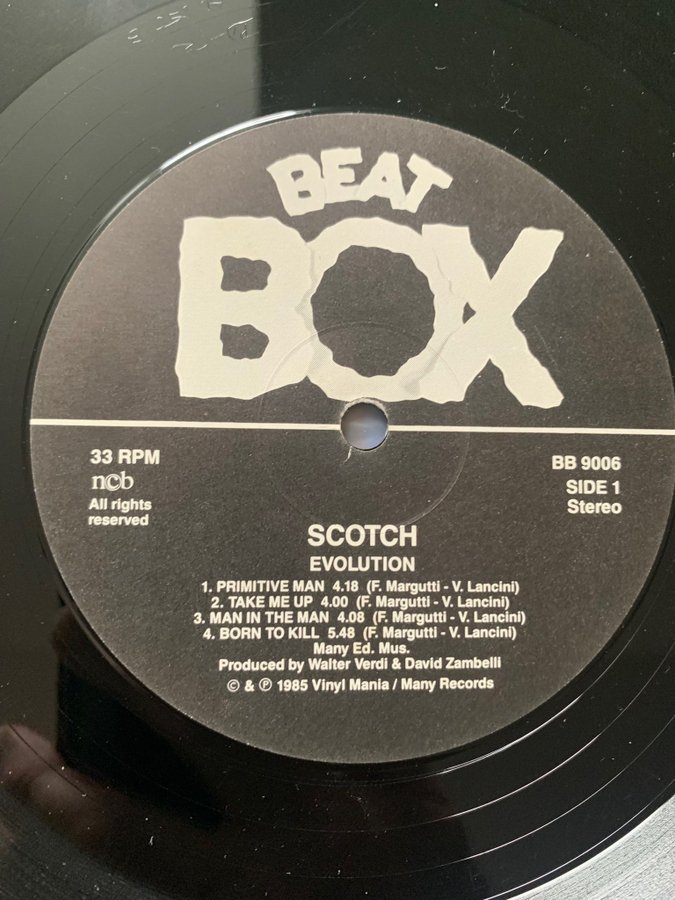 BEAT
BOX
33 RPM
n©b
All rights
reserved
BB 9006
SIDE 1
Stereo
SCOTCH
EVOLUTION
1. PRIMITIVE MAN 4.18 (F. Margutti - V. Lancini)
2. TAKE ME UP 4.00 (F. Margutti - V. Lancini)
3. MAN IN THE MAN 4.08 (F. Margutti - V. Lancini)
4. BORN TO KILL 5.48 (F. Margutti - V. Lancini)
Many Ed. Mus.
Produced by Walter Verdi & David Zambelli
© & ℗ 1985 Vinyl Mania / Many Records